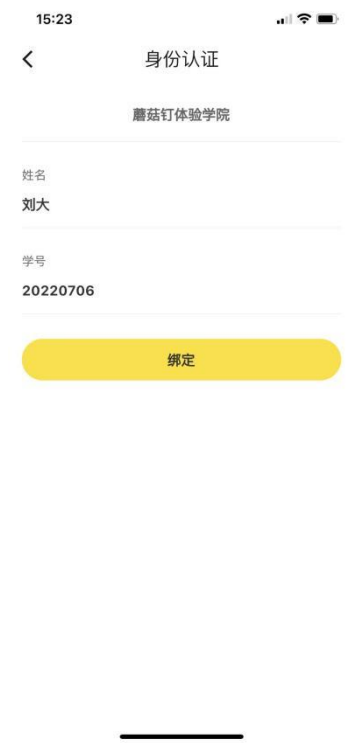 15:23
身份认证
蘑菇钉体验学院
姓名
刘大
学号
20220706
绑定